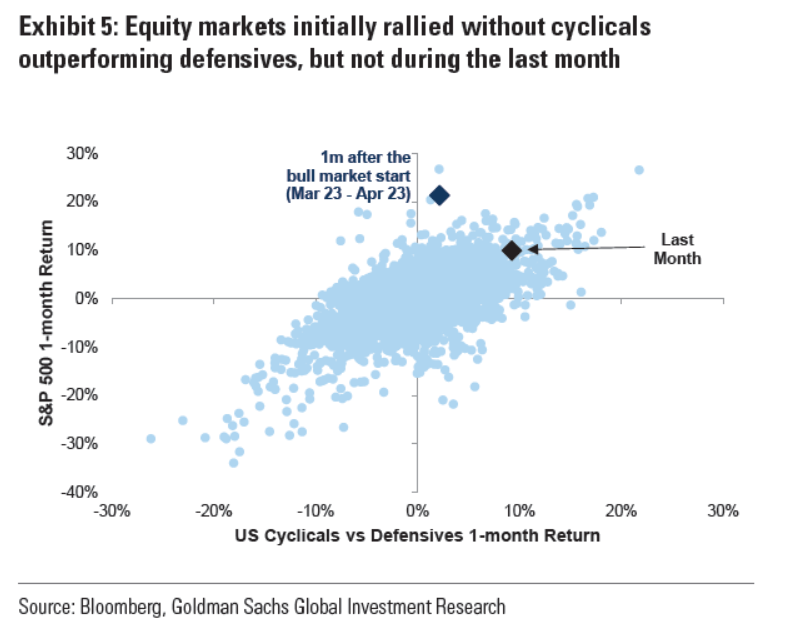 Exhibit 5: Equity markets initially rallied without cyclicals
outperforming defensives, but not during the last month
30%
20%
10%
0%
-10%
-20%
-30%
-40%
S&P 500 1-month Return
1m after the
bull market start
(Mar 23 - Apr 23)
Last
Month
-30%
-20%
-10%
0%
10%
20%
30%
US Cyclicals vs Defensives 1-month Return
Source: Bloomberg, Goldman Sachs Global Investment Research